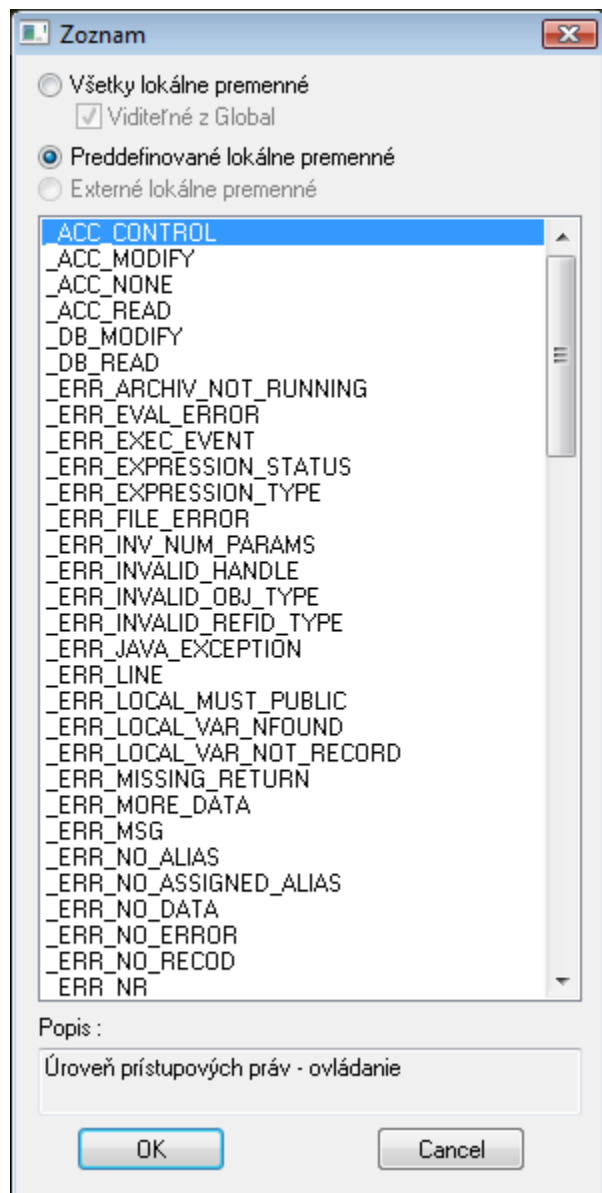 Zoznam
Všetky lokálne premenné
Viditeľné z Global
Preddefinované lokálne premenné
Externé lokálne premenné
_ACC_CONTROL
_ACC_MODIFY
_ACC_NONE
_ACC_READ
_DB_MODIFY
_DB_READ
_ERR_ARCHIV_NOT_RUNNING
_ERR_EVAL_ERROR
_ERR_EXEC_EVENT
_ERR_EXPRESSION_STATUS
_ERR_EXPRESSION_TYPE
_ERR_FILE_ERROR
_ERR_INV_NUM_PARAMS
_ERR_INVALID_HANDLE
_ERR_INVALID_OBJ_TYPE
_ERR_INVALID_REFID_TYPE
_ERR_JAVA_EXCEPTION
_ERR_LINE
_ERR_LOCAL_MUST_PUBLIC
_ERR_LOCAL_VAR_NFOUND
_ERR_LOCAL_VAR_NOT_RECORD
_ERR_MISSING_RETURN
_ERR_MORE_DATA
_ERR_MSG
_ERR_NO_ALIAS
_ERR_NO_ASSIGNED_ALIAS
_ERR_NO_DATA
_ERR_NO_ERROR
_ERR_NO_RECOD
_ERR_NR
Popis :
Úroveň prístupových práv - ovládanie
OK Cancel